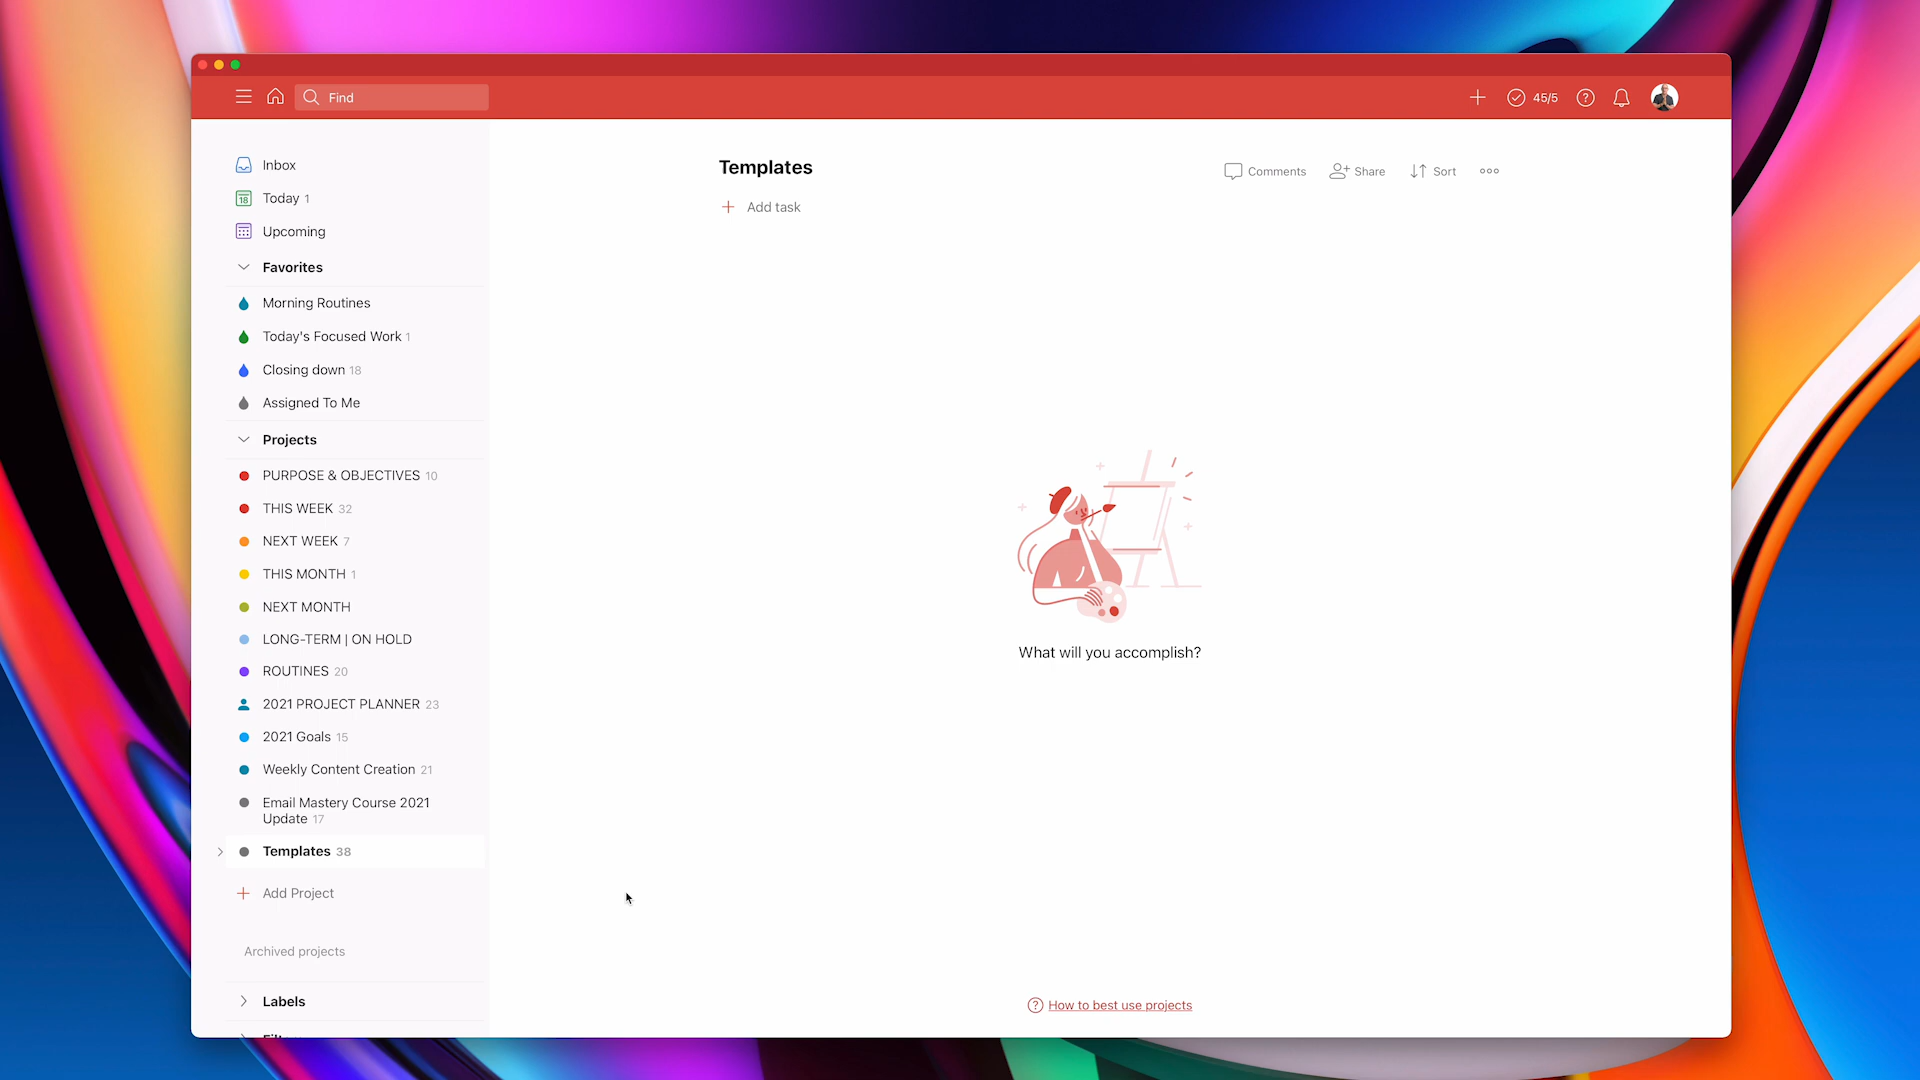 Find
45/5
Inbox
18
Today 1
Upcoming
Favorites
Morning Routines
Today's Focused Work 1
Closing down 18
Assigned To Me
Projects
PURPOSE & OBJECTIVES 10
THIS WEEK 32
NEXT WEEK 7
THIS MONTH 1
NEXT MONTH
LONG-TERM | ON HOLD
ROUTINES 20
2021 PROJECT PLANNER 23
2021 Goals 15
Weekly Content Creation 21
Email Mastery Course 2021
Update 17
Templates 38
Add Project
Archived projects
Labels
Templates
Comments
Share
Sort
Add task
What will you accomplish?
How to best use projects